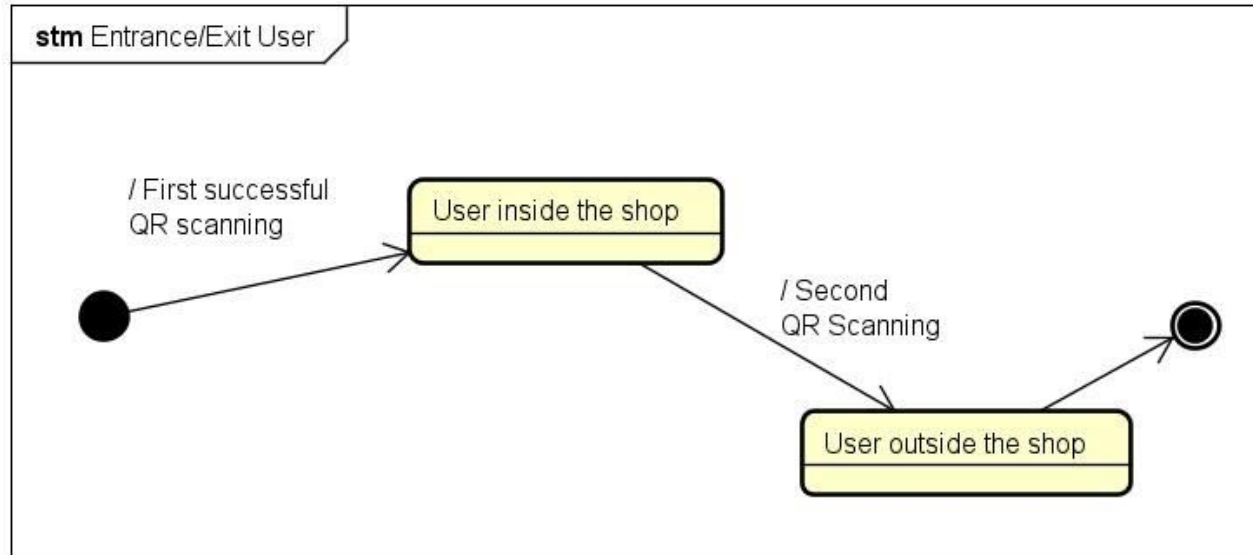 stm Entrance/Exit User
/ First successful
QR scanning
User inside the shop
/ Second
QR Scanning
User outside the shop